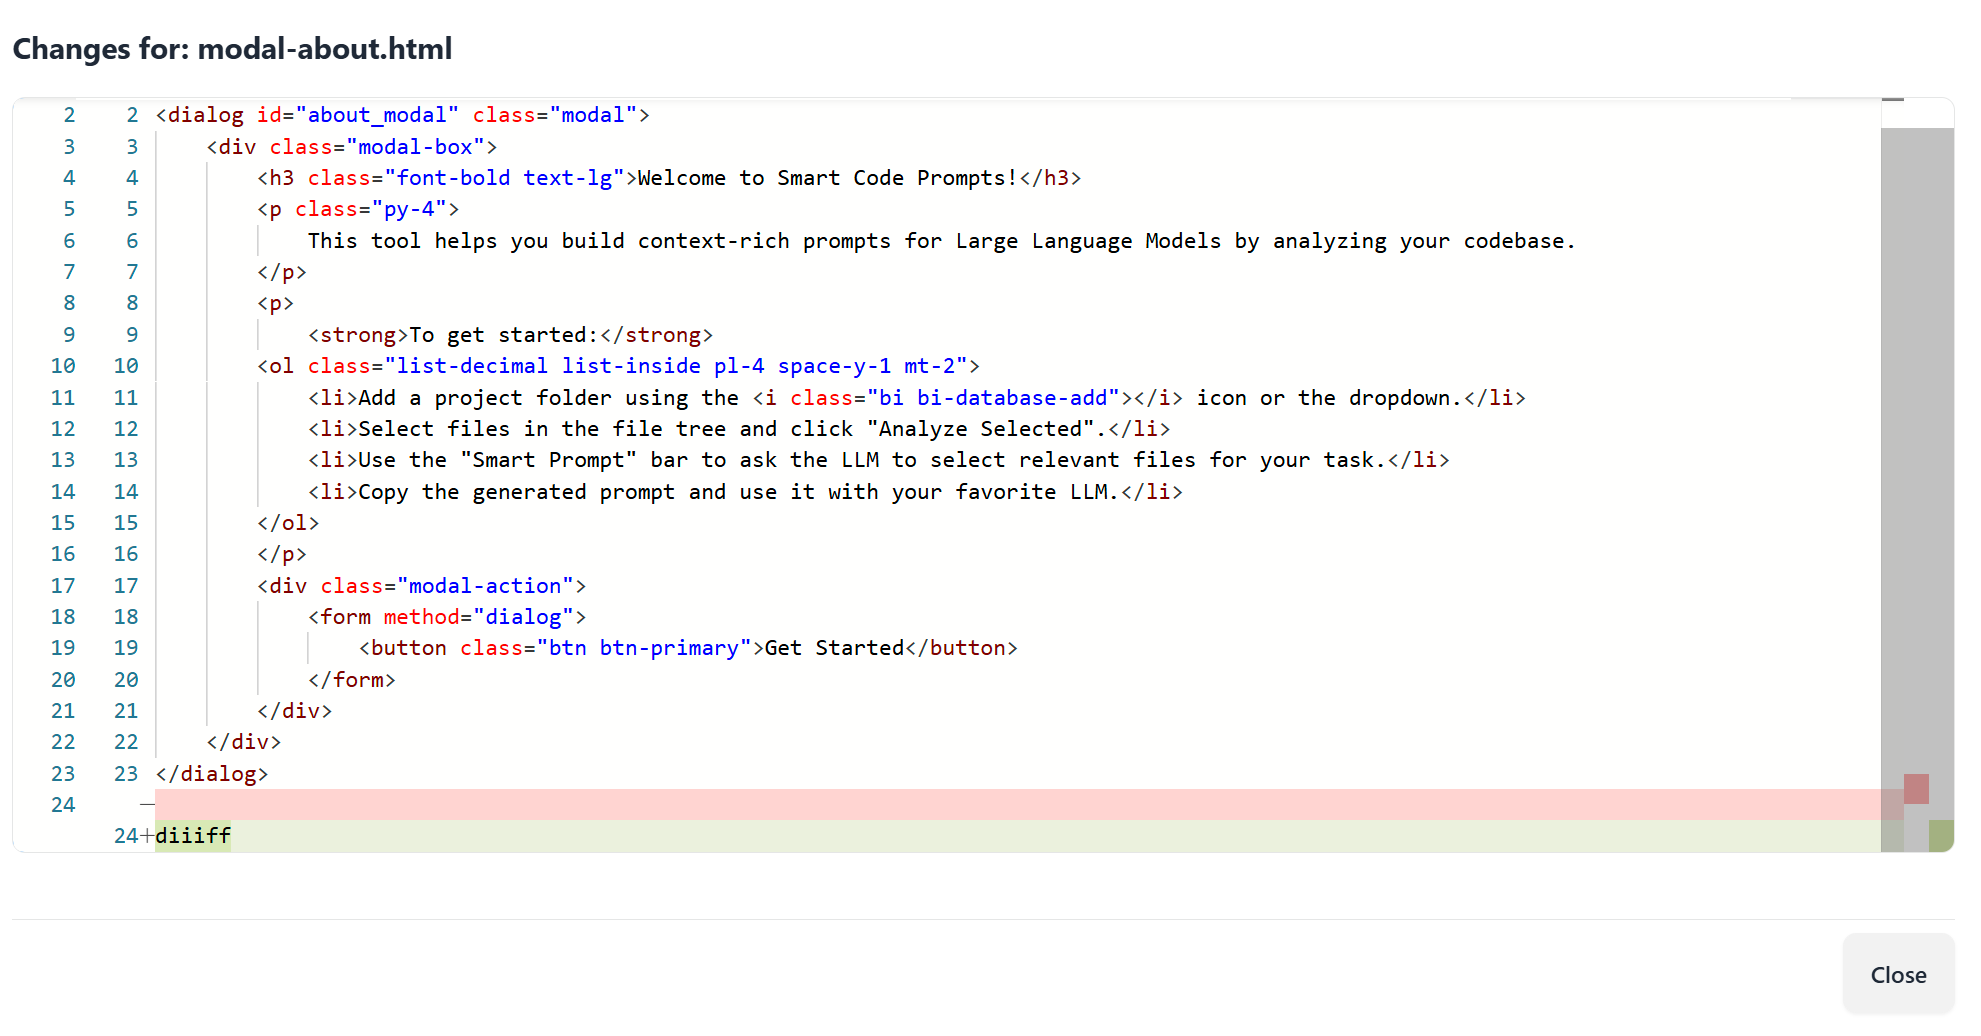 Changes for: modal-about.html
2 2 <dialog id="about_modal" class="modal">
3 3 <div class="modal-box">
4 4 <h3 class="font-bold text-lg">Welcome to Smart Code Prompts!</h3>
5 5 <p class="py-4">
6 6 This tool helps you build context-rich prompts for Large Language Models by analyzing your codebase.
7 7 </p>
8 8 <p>
9 9 <strong>To get started:</strong>
10 10 <ol class="list-decimal list-inside pl-4 space-y-1 mt-2">
11 11 <li>Add a project folder using the <i class="bi bi-database-add"></i> icon or the dropdown.</li>
12 12 <li>Select files in the file tree and click "Analyze Selected".</li>
13 13 <li>Use the "Smart Prompt" bar to ask the LLM to select relevant files for your task.</li>
14 14 <li>Copy the generated prompt and use it with your favorite LLM.</li>
15 15 </ol>
16 16 </p>
17 17 <div class="modal-action">
18 18 <form method="dialog">
19 19 <button class="btn btn-primary">Get Started</button>
20 20 </form>
21 21 </div>
22 22 </div>
23 23 </dialog>
24 —
24+diiiff
Close